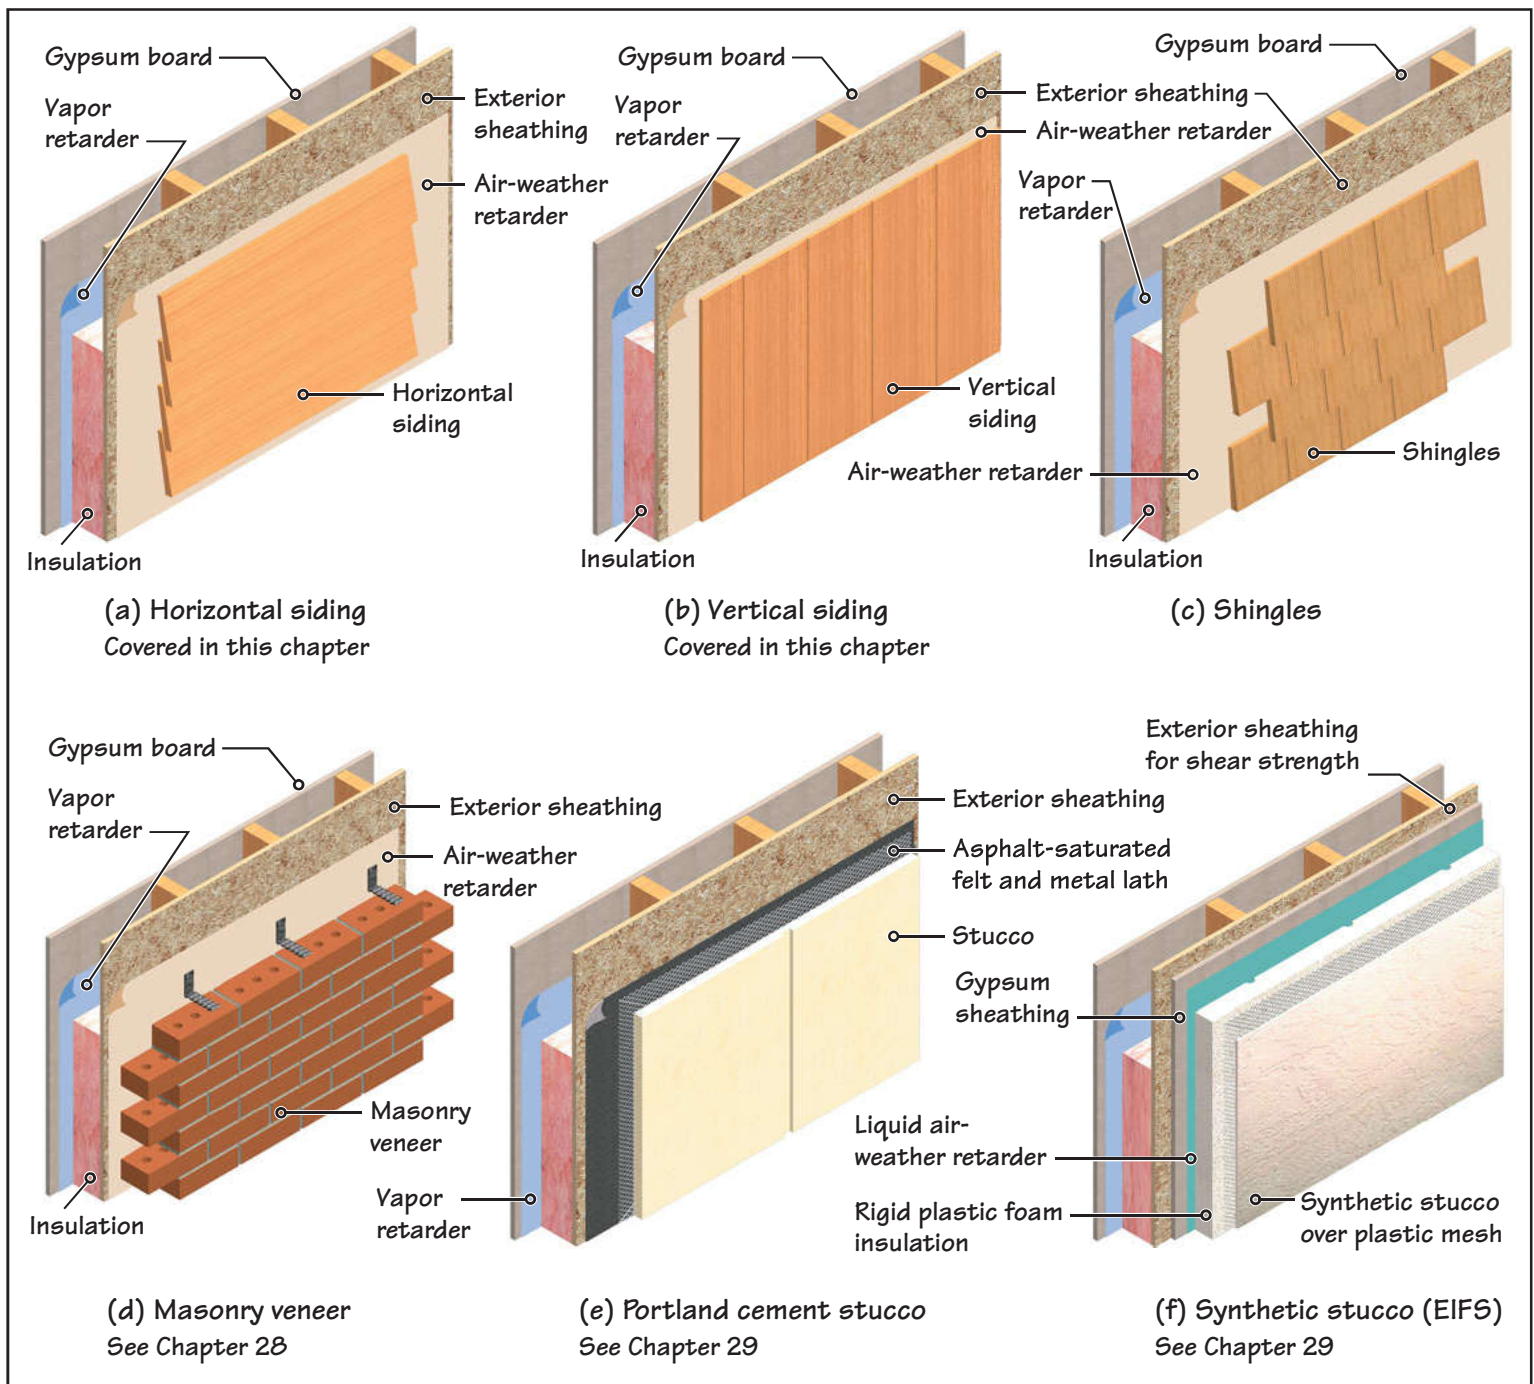 Gypsum board
Vapor
retarder
Exterior
sheathing
Air-weather
retarder
Horizontal
siding
Insulation
(a) Horizontal siding
Covered in this chapter
Gypsum board
Vapor
retarder
Exterior sheathing
Air-weather retarder
Vertical
siding
Insulation
(b) Vertical siding
Covered in this chapter
Gypsum board
Vapor
retarder
Air-weather retarder
Shingles
Insulation
(c) Shingles
Gypsum board
Vapor
retarder
Exterior sheathing
Air-weather
retarder
Masonry
veneer
Insulation
(d) Masonry veneer
See Chapter 28
Exterior sheathing
Asphalt-saturated
felt and metal lath
Stucco
Vapor
retarder
(e) Portland cement stucco
See Chapter 29
Exterior sheathing
for shear strength
Gypsum
sheathing
Liquid air-
weather retarder
Rigid plastic foam
insulation
Synthetic stucco
over plastic mesh
(f) Synthetic stucco (EIFS)
See Chapter 29